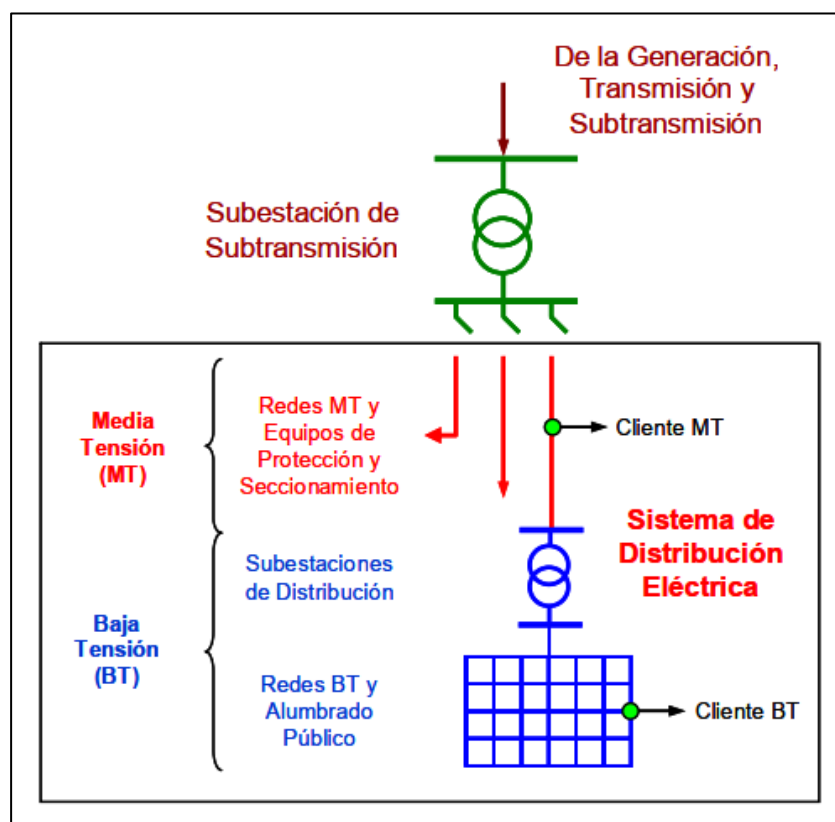 De la Generación,
Transmisión y
Subtransmisión
Subestación de
Subtransmisión
Media
Tensión
(MT)
Redes MT y
Equipos de
Protección y
Seccionamiento
Cliente MT
Sistema de
Distribución
Eléctrica
Subestaciones
de Distribución
Baja
Tensión
(BT)
Redes BT y
Alumbrado
Público
Cliente BT